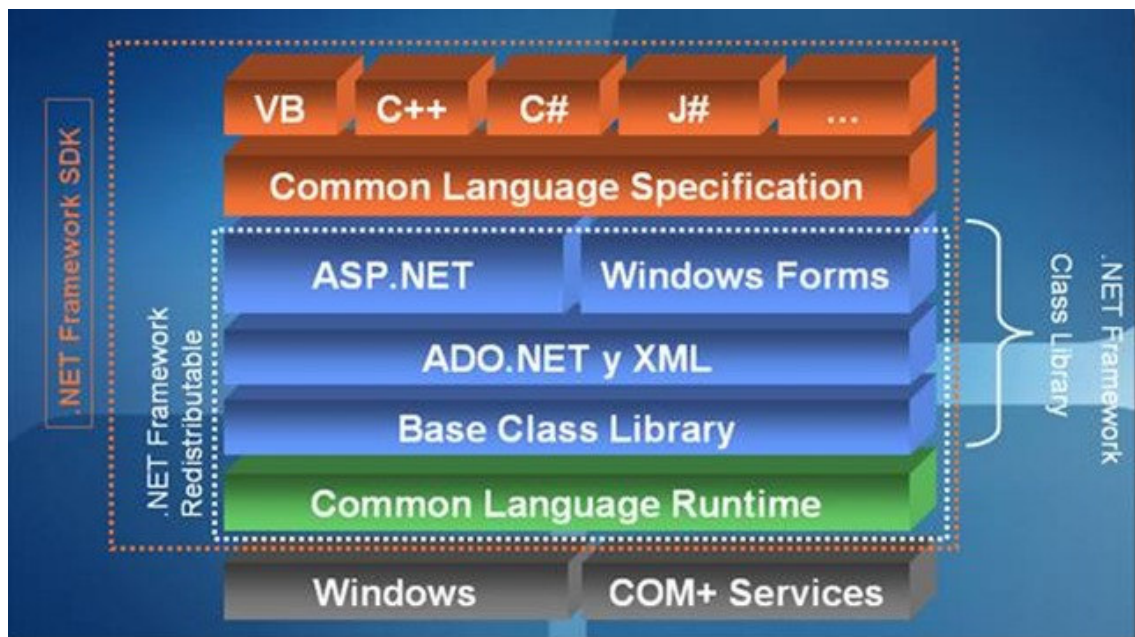 VB
C++
C#
J#
...
Common Language Specification
ASP.NET
Windows Forms
ADO.NET y XML
Base Class Library
Common Language Runtime
Windows
COM+ Services
.NET Framework SDK
.NET Framework
Redistributable
.NET Framework
Class Library